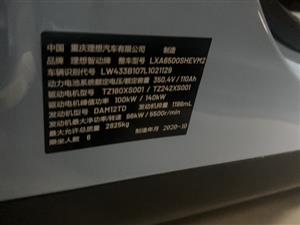 中国 重庆理想汽车有限公司 制造
品牌 理想智动牌 整车型号 LXA6500SHEVM2
车辆识别代号 LW433B107L1021129
动力电池系统额定电压/额定容量 350.4V / 110Ah
驱动电机型号 TZ160XS001 / TZ242XS001
驱动电机峰值功率 100kW / 140kW
发动机型号 DAM12TD 发动机排量 1186mL
发动机最大净功率/转速 86kW / 5500r/min
最大允许总质量 2825kg
乘坐人数 6 制造年月 2020-10